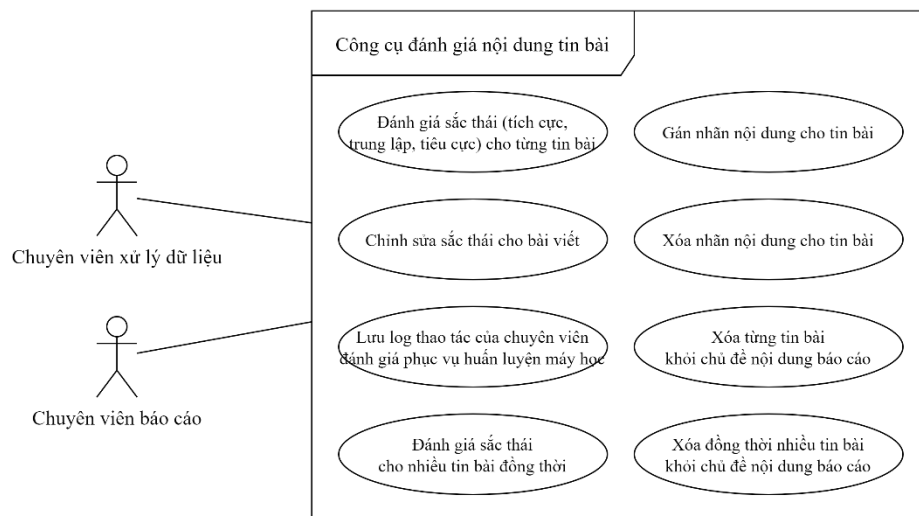 Công cụ đánh giá nội dung tin bài
Đánh giá sắc thái (tích cực,
trung lập, tiêu cực) cho từng tin bài
Gán nhãn nội dung cho tin bài
Chỉnh sửa sắc thái cho bài viết
Xóa nhãn nội dung cho tin bài
Chuyên viên xử lý dữ liệu
Lưu log thao tác của chuyên viên
đánh giá phục vụ huấn luyện máy học
Xóa từng tin bài
khỏi chủ đề nội dung báo cáo
Chuyên viên báo cáo
Đánh giá sắc thái
cho nhiều tin bài đồng thời
Xóa đồng thời nhiều tin bài
khỏi chủ đề nội dung báo cáo